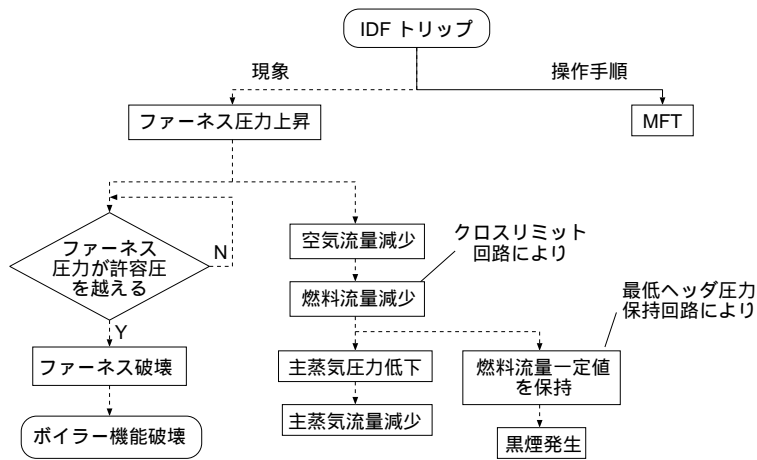 IDF トリップ
現象
操作手順
ファーネス圧力上昇
MFT
ファーネス
圧力が許容圧
を越える
N
Y
ファーネス破壊
ボイラー機能破壊
空気流量減少
クロスリミット
回路により
燃料流量減少
最低ヘッダ圧力
保持回路により
主蒸気圧力低下
主蒸気流量減少
燃料流量一定値
を保持
黒煙発生